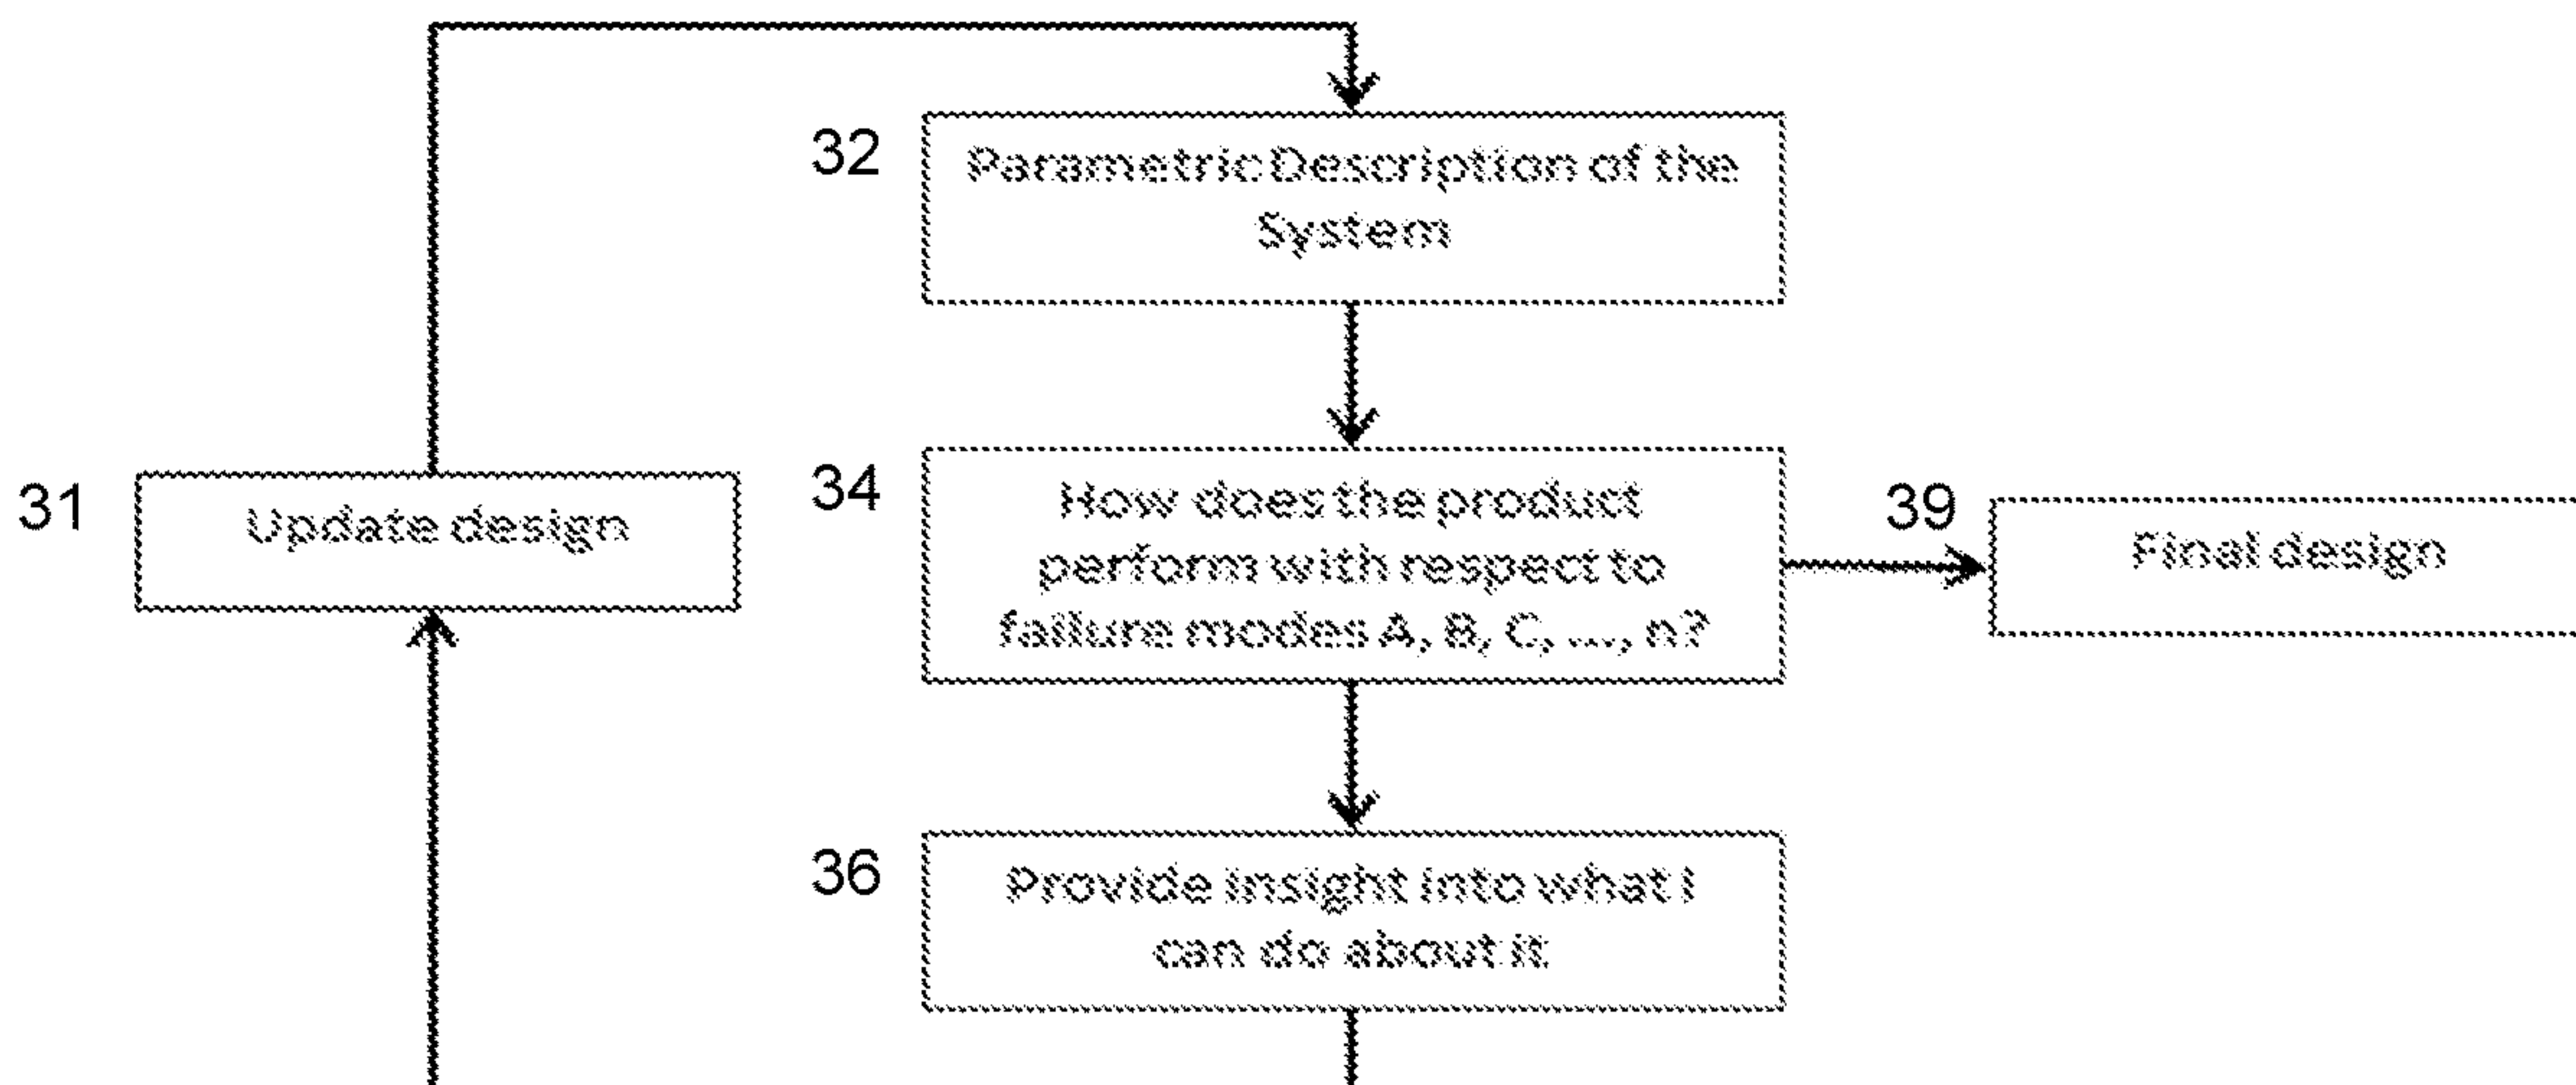 32
Parametric Description of the
System
31
Update design
34
How does the product
perform with respect to
failure modes A, B, C, ..., n?
39
Final design
36
Provide insight into what I
can do about it